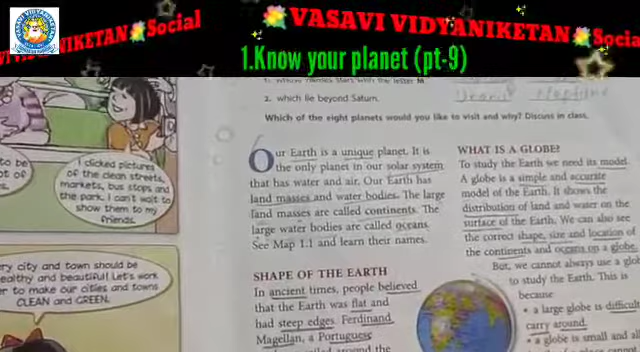 VASAVI VIDYANIKETAN Social
1.Know your planet (pt-9)
2. which lie beyond Saturn.
Which of the eight planets would you like to visit and why? Discuss in class.
I clicked pictures
of the clean streets,
markets, bus stops and
the park. I can't wait to
show them to my
friends.
ery city and town should be
ealthy and beautiful! Let's work
er to make our cities and towns
CLEAN and GREEN.
Our Earth is a unique planet. It is
the only planet in our solar system
that has water and air. Our Earth has
land masses and water bodies. The large
land masses are called continents. The
large water bodies are called oceans.
See Map 1.1 and learn their names.
SHAPE OF THE EARTH
In ancient times, people believed
that the Earth was flat and
had steep edges. Ferdinand
Magellan, a Portuguese
around the
WHAT IS A GLOBE?
To study the Earth we need its model.
A globe is a simple and accurate
model of the Earth. It shows the
distribution of land and water on the
surface of the Earth. We can also see
the correct shape, size and location of
the continents and oceans on a globe.
But, we cannot always use a glob
to study the Earth. This is
because
• a large globe is difficult
carry around.
• a globe is small and all